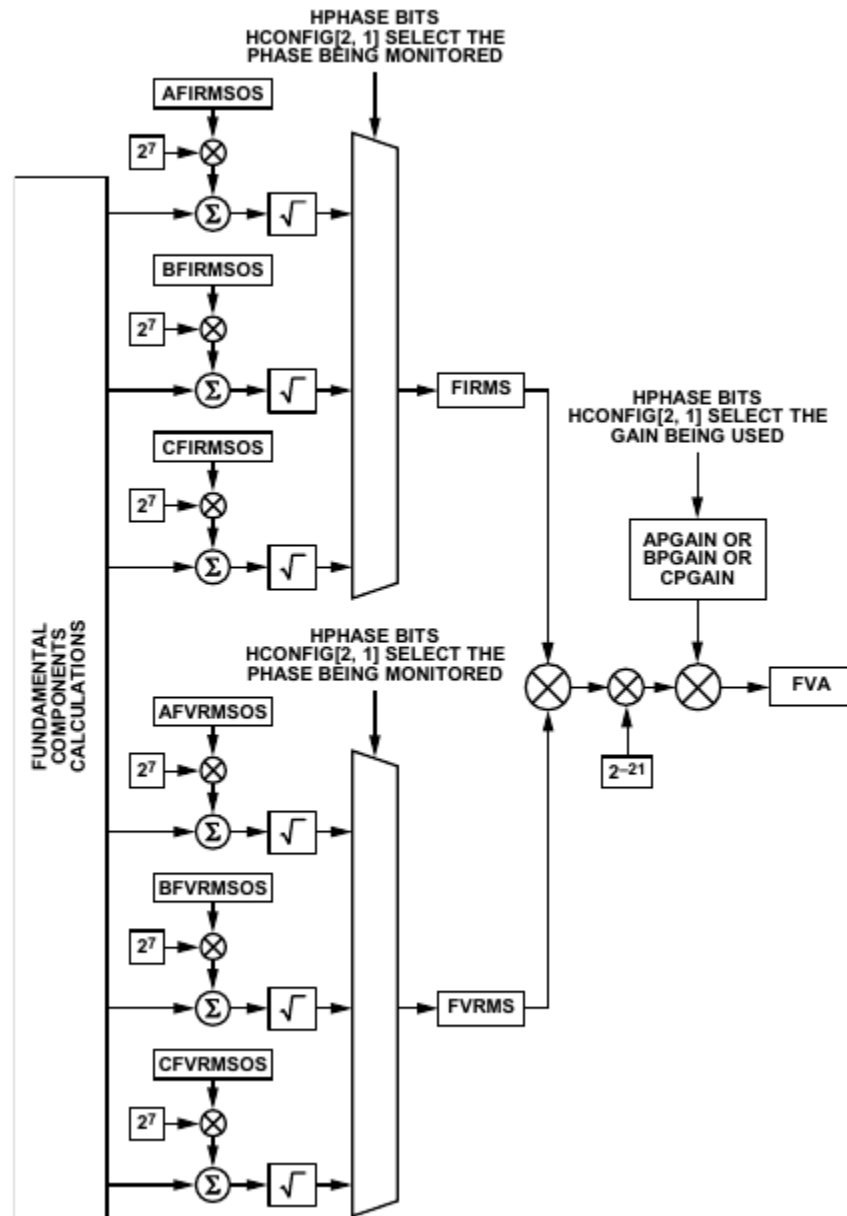 HPHASE BITS
HCONFIG[2, 1] SELECT THE
PHASE BEING MONITORED
AFIRMSOS
2⁷
Σ
√
BFIRMSOS
2⁷
Σ
√
FIRMS
CFIRMSOS
2⁷
Σ
√
HPHASE BITS
HCONFIG[2, 1] SELECT THE
GAIN BEING USED
APGAIN OR
BPGAIN OR
CPGAIN
FUNDAMENTAL
COMPONENTS
CALCULATIONS
HPHASE BITS
HCONFIG[2, 1] SELECT THE
PHASE BEING MONITORED
FVA
2⁻²¹
AFVRMSOS
2⁷
Σ
√
BFVRMSOS
2⁷
Σ
√
FVRMS
CFVRMSOS
2⁷
Σ
√